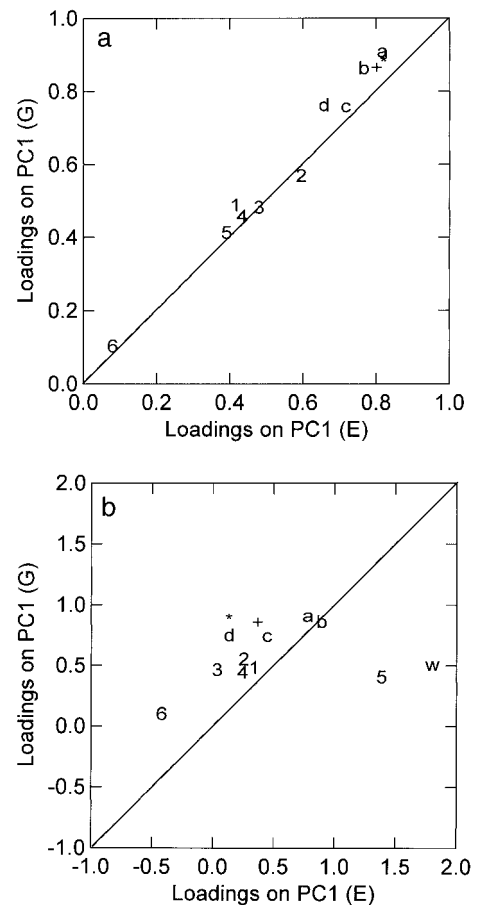 a
1.0
0.8
0.6
0.4
0.2
0.0
Loadings on PC1 (G)
a
*
b +
d c
2
1 3
4
5
6
0.0 0.2 0.4 0.6 0.8 1.0
Loadings on PC1 (E)
b
2.0
1.5
1.0
0.5
0.0
-0.5
-1.0
Loadings on PC1 (G)
* + a b
d c
2
3 4 1 5 w
6
-1.0 -0.5 0.0 0.5 1.0 1.5 2.0
Loadings on PC1 (E)